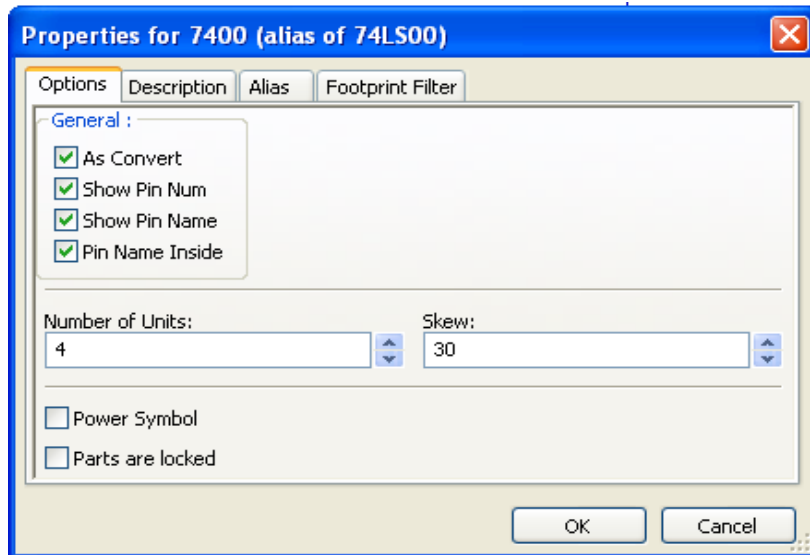 Properties for 7400 (alias of 74LS00)
Options Description Alias Footprint Filter
General :
As Convert
Show Pin Num
Show Pin Name
Pin Name Inside
Number of Units: Skew:
4 30
Power Symbol
Parts are locked
OK Cancel